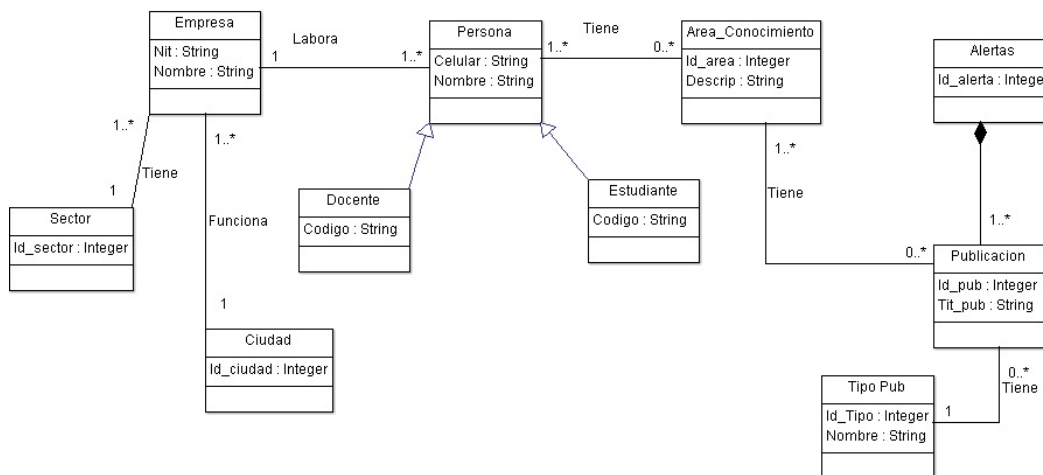 Empresa
Nit : String
Nombre : String
1
Labora
1..*
Persona
Celular : String
Nombre : String
1..*
Tiene
0..*
Area_Conocimiento
Id_area : Integer
Descrip : String
Alertas
Id_alerta : Integer
1..*
Tiene
1
1..*
Funciona
1
Sector
Id_sector : Integer
Docente
Codigo : String
Estudiante
Codigo : String
1..*
Tiene
0..*
1..*
Publicacion
Id_pub : Integer
Tit_pub : String
Ciudad
Id_ciudad : Integer
0..*
Tiene
1
Tipo Pub
Id_Tipo : Integer
Nombre : String